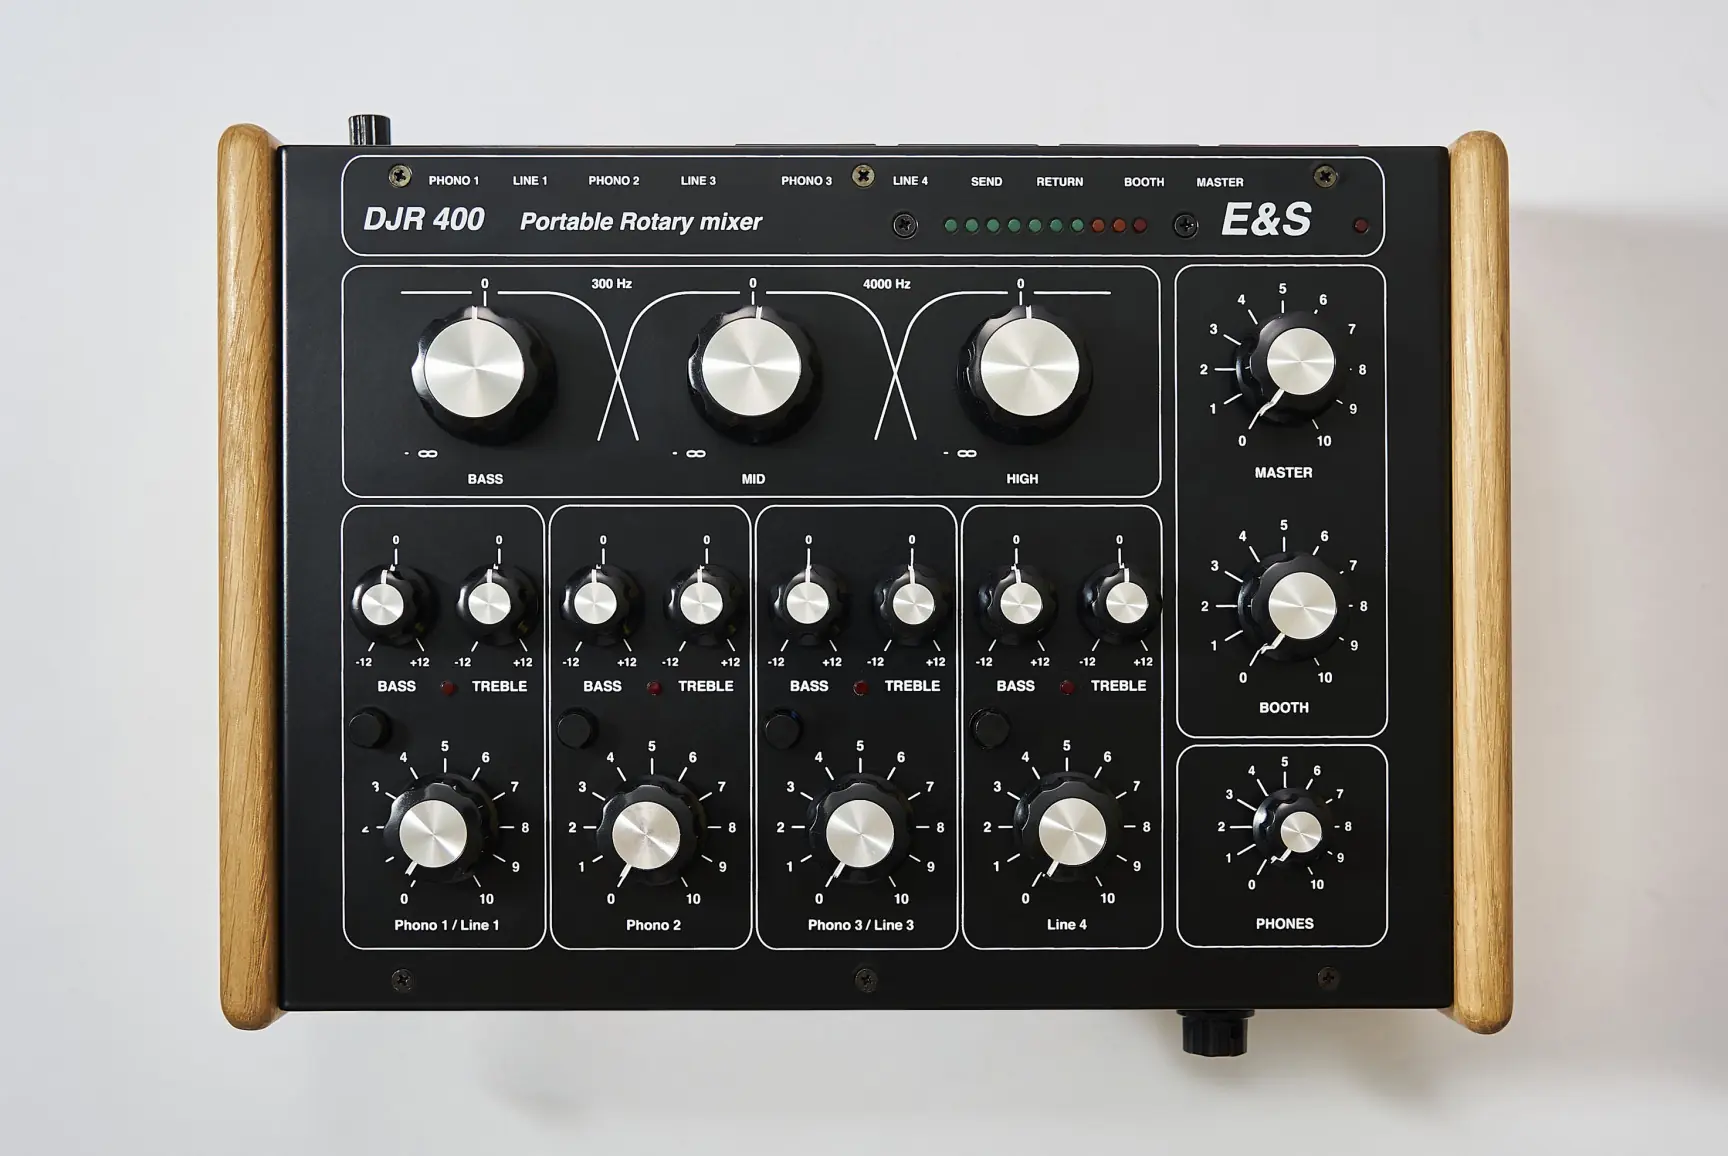 PHONO 1 LINE 1 PHONO 2 LINE 3 PHONO 3 LINE 4 SEND RETURN BOOTH MASTER
DJR 400 Portable Rotary mixer E&S
0 300 Hz 0 4000 Hz 0
- ∞ - ∞ - ∞
BASS MID HIGH
0 1 2 3 4 5 6 7 8 9 10
MASTER
0 1 2 3 4 5 6 7 8 9 10
BOOTH
0 0 0 0 0 0 0 0
-12 +12 -12 +12 -12 +12 -12 +12 -12 +12 -12 +12 -12 +12 -12 +12
BASS TREBLE BASS TREBLE BASS TREBLE BASS TREBLE
0 3 4 5 6 7 8 9 10
Phono 1 / Line 1
0 1 2 3 4 5 6 7 8 9 10
Phono 2
0 1 2 3 4 5 6 7 8 9 10
Phono 3 / Line 3
0 1 2 3 4 5 6 7 8 9 10
Line 4
0 1 2 3 4 5 6 7 8 9 10
PHONES